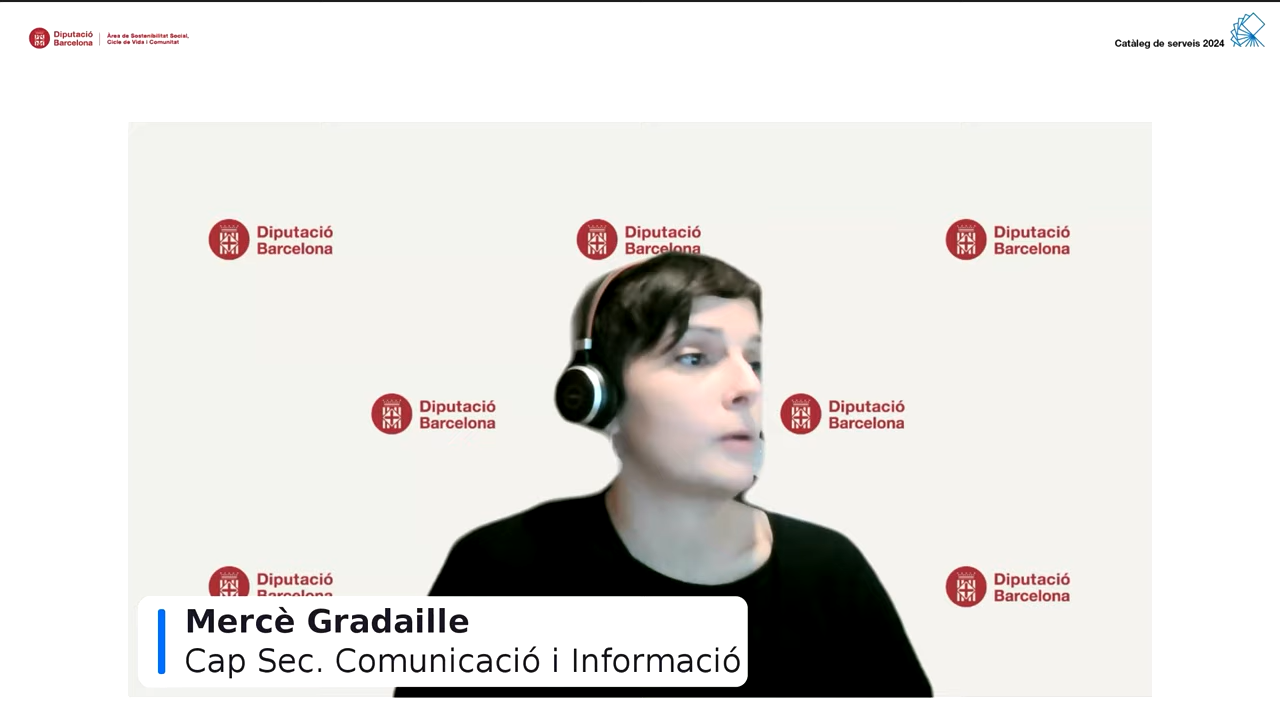 Diputació
Barcelona
Àrea de Sostenibilitat Social,
Cicle de Vida i Comunitat
Catàleg de serveis 2024
Diputació
Barcelona
Diputació
Barcelona
Diputació
Barcelona
Diputació
Barcelona
Diputació
Barcelona
Diputació
Barcelona
Diputació
Barcelona
Mercè Gradaille
Cap Sec. Comunicació i Informació